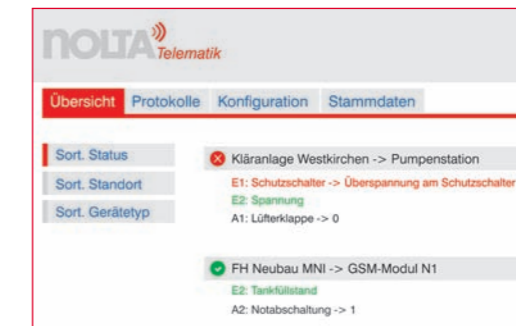 NOLTA Telematik
Übersicht Protokolle Konfiguration Stammdaten
Sort. Status
Sort. Standort
Sort. Gerätetyp
Kläranlage Westkirchen -> Pumpenstation
E1: Schutzschalter -> Überspannung am Schutzschalter
E2: Spannung
A1: Lüfterklappe -> 0
FH Neubau MNI -> GSM-Modul N1
E2: Tankfüllstand
A2: Notabschaltung -> 1